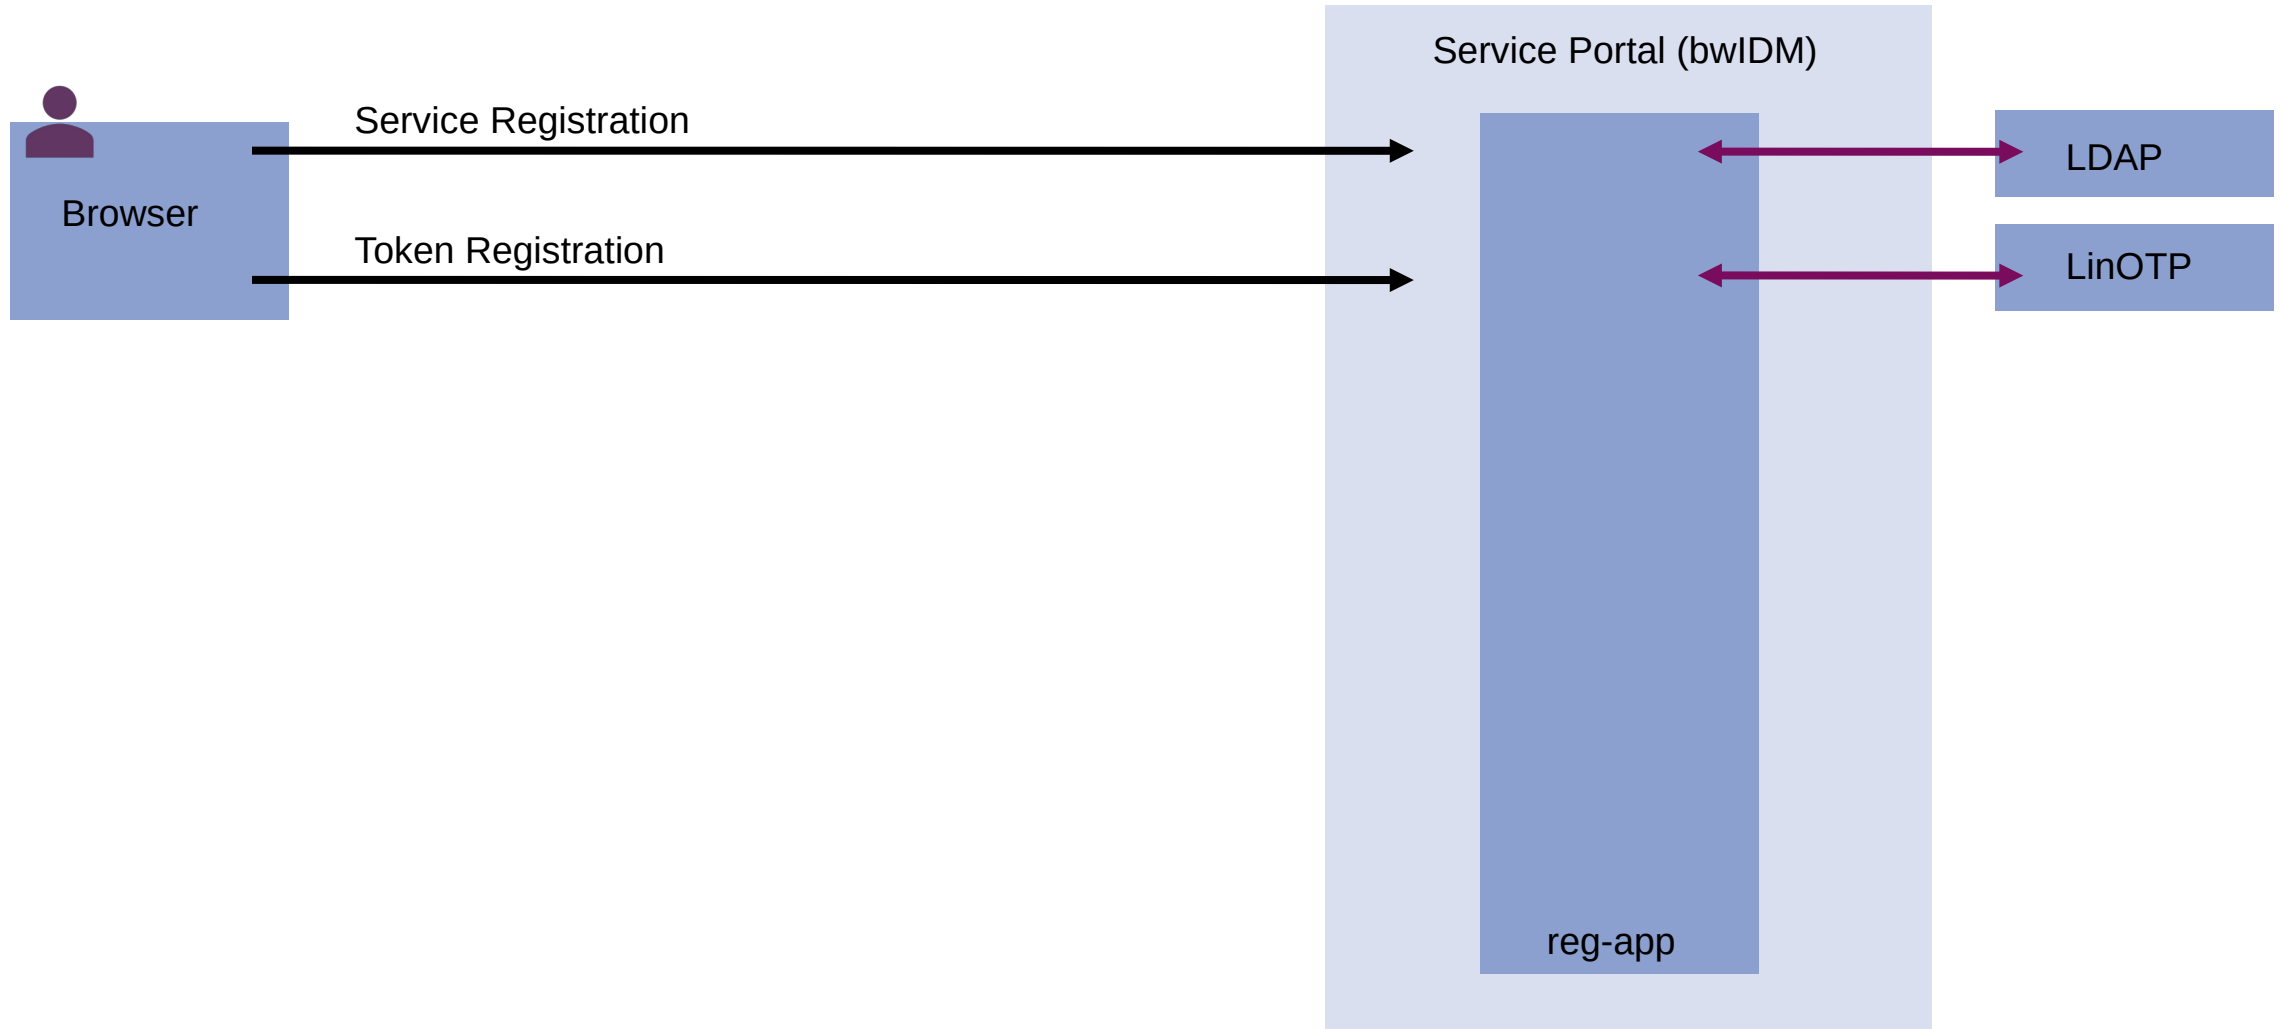 Service Portal (bwIDM)
Service Registration
LDAP
Browser
Token Registration
LinOTP
reg-app